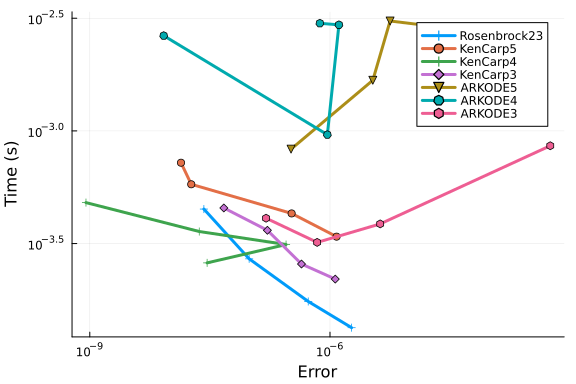 10^−2.5
10^−3.0
10^−3.5
Time (s)
Rosenbrock23
KenCarp5
KenCarp4
KenCarp3
ARKODE5
ARKODE4
ARKODE3
10^−9
10^−6
Error